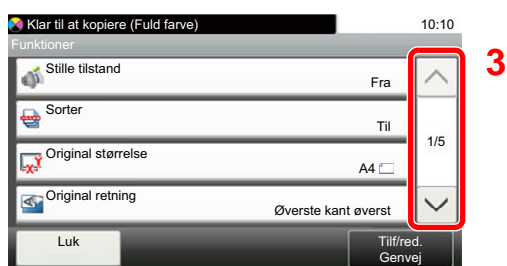 Klar til at kopiere (Fuld farve) 10:10
Funktioner
Stille tilstand
Fra
Sorter
Til
Original størrelse
A4
Original retning
Øverste kant øverst
1/5
3
Luk
Tilf/red.
Genvej